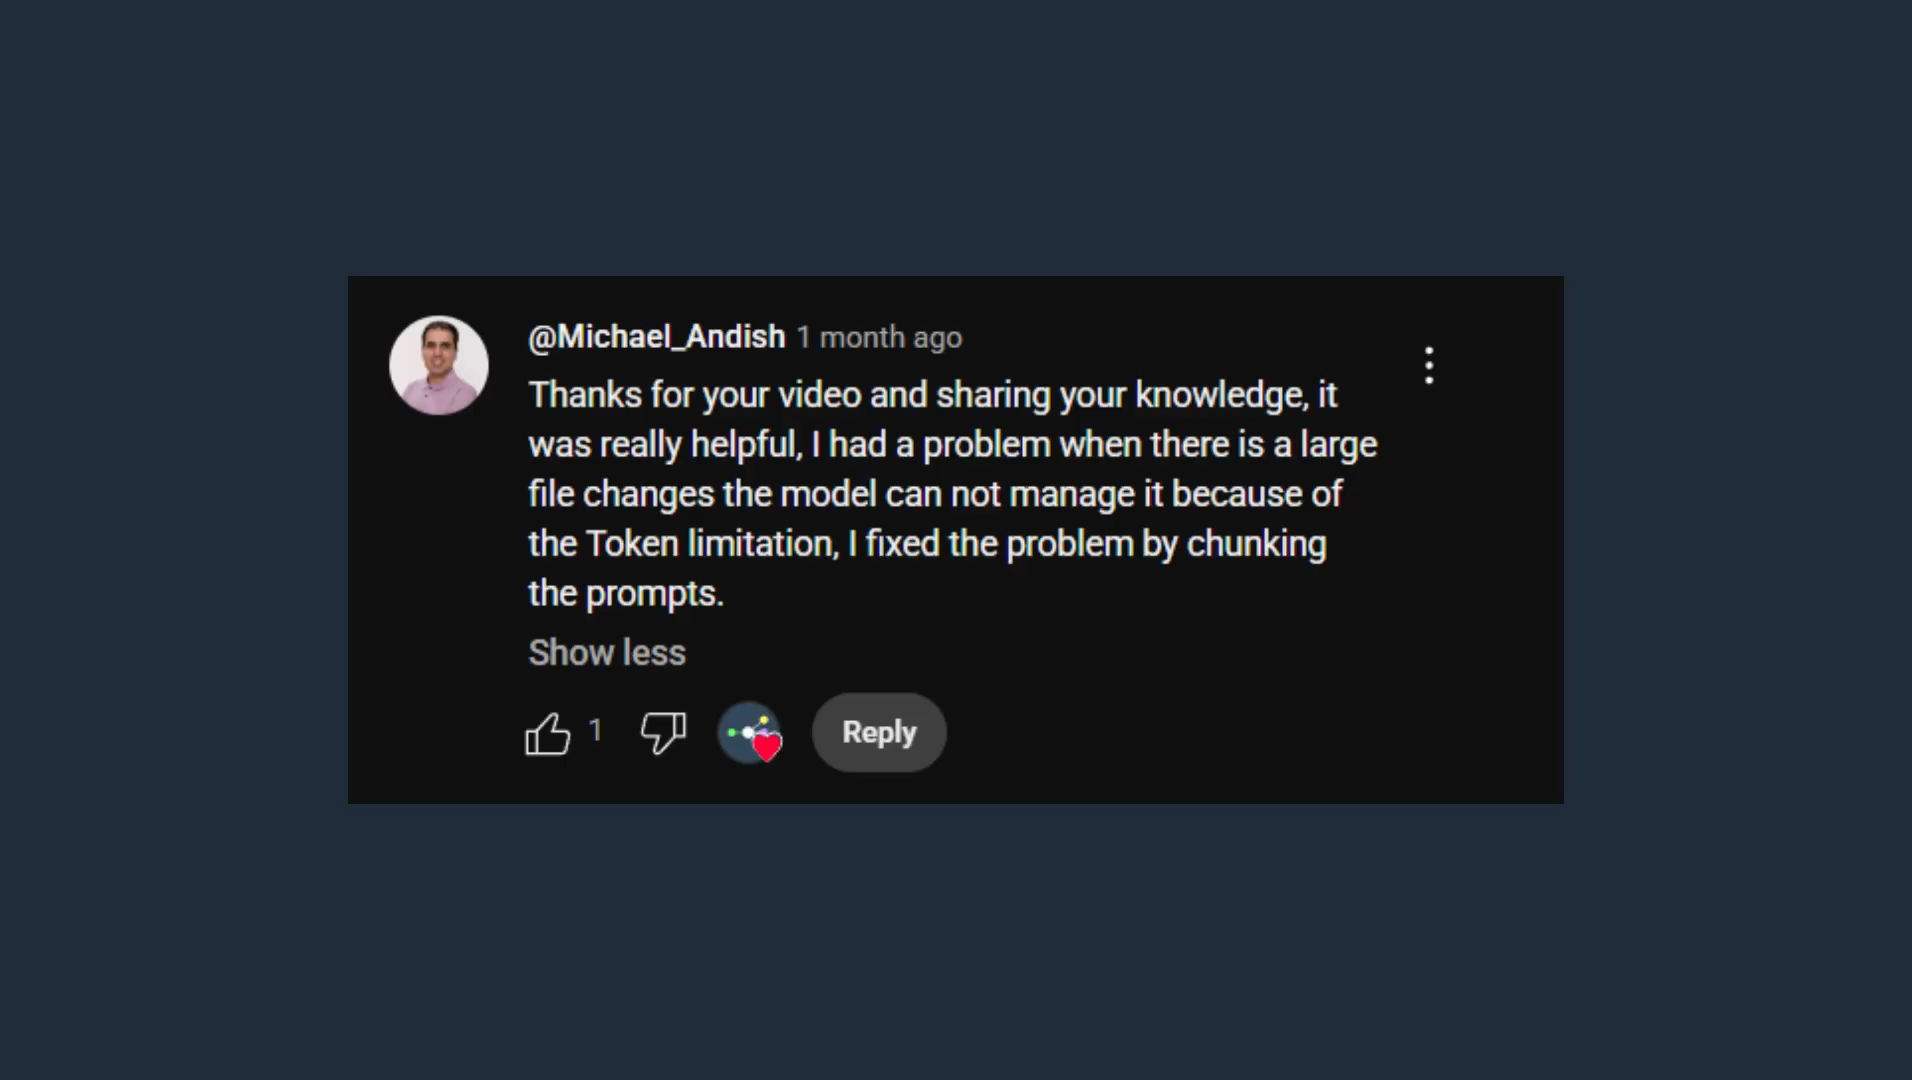 @Michael_Andish 1 month ago
Thanks for your video and sharing your knowledge, it
was really helpful, I had a problem when there is a large
file changes the model can not manage it because of
the Token limitation, I fixed the problem by chunking
the prompts.
Show less
1
Reply